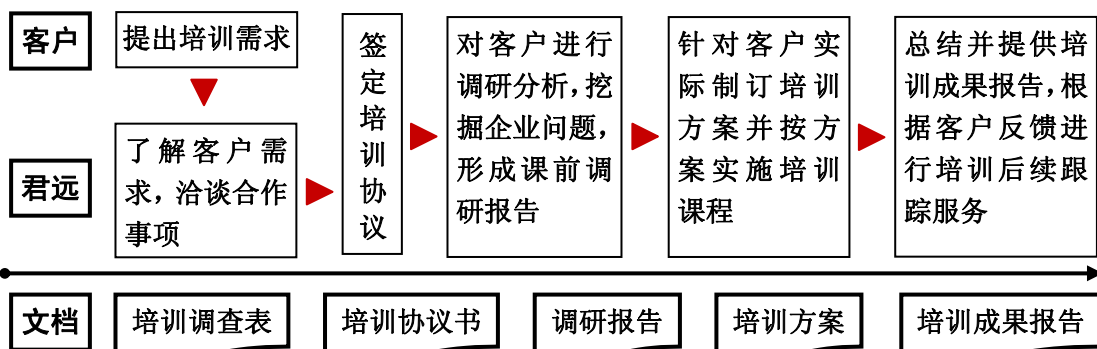 客户
提出培训需求
君远
了解客户需
求，洽谈合作
事项
签
定
培
训
协
议
对客户进行
调研分析，挖
掘企业问题，
形成课前调
研报告
针对客户实
际制订培训
方案并按方
案实施培训
课程
总结并提供培
训成果报告，根
据客户反馈进
行培训后续跟
踪服务
文档
培训调查表
培训协议书
调研报告
培训方案
培训成果报告